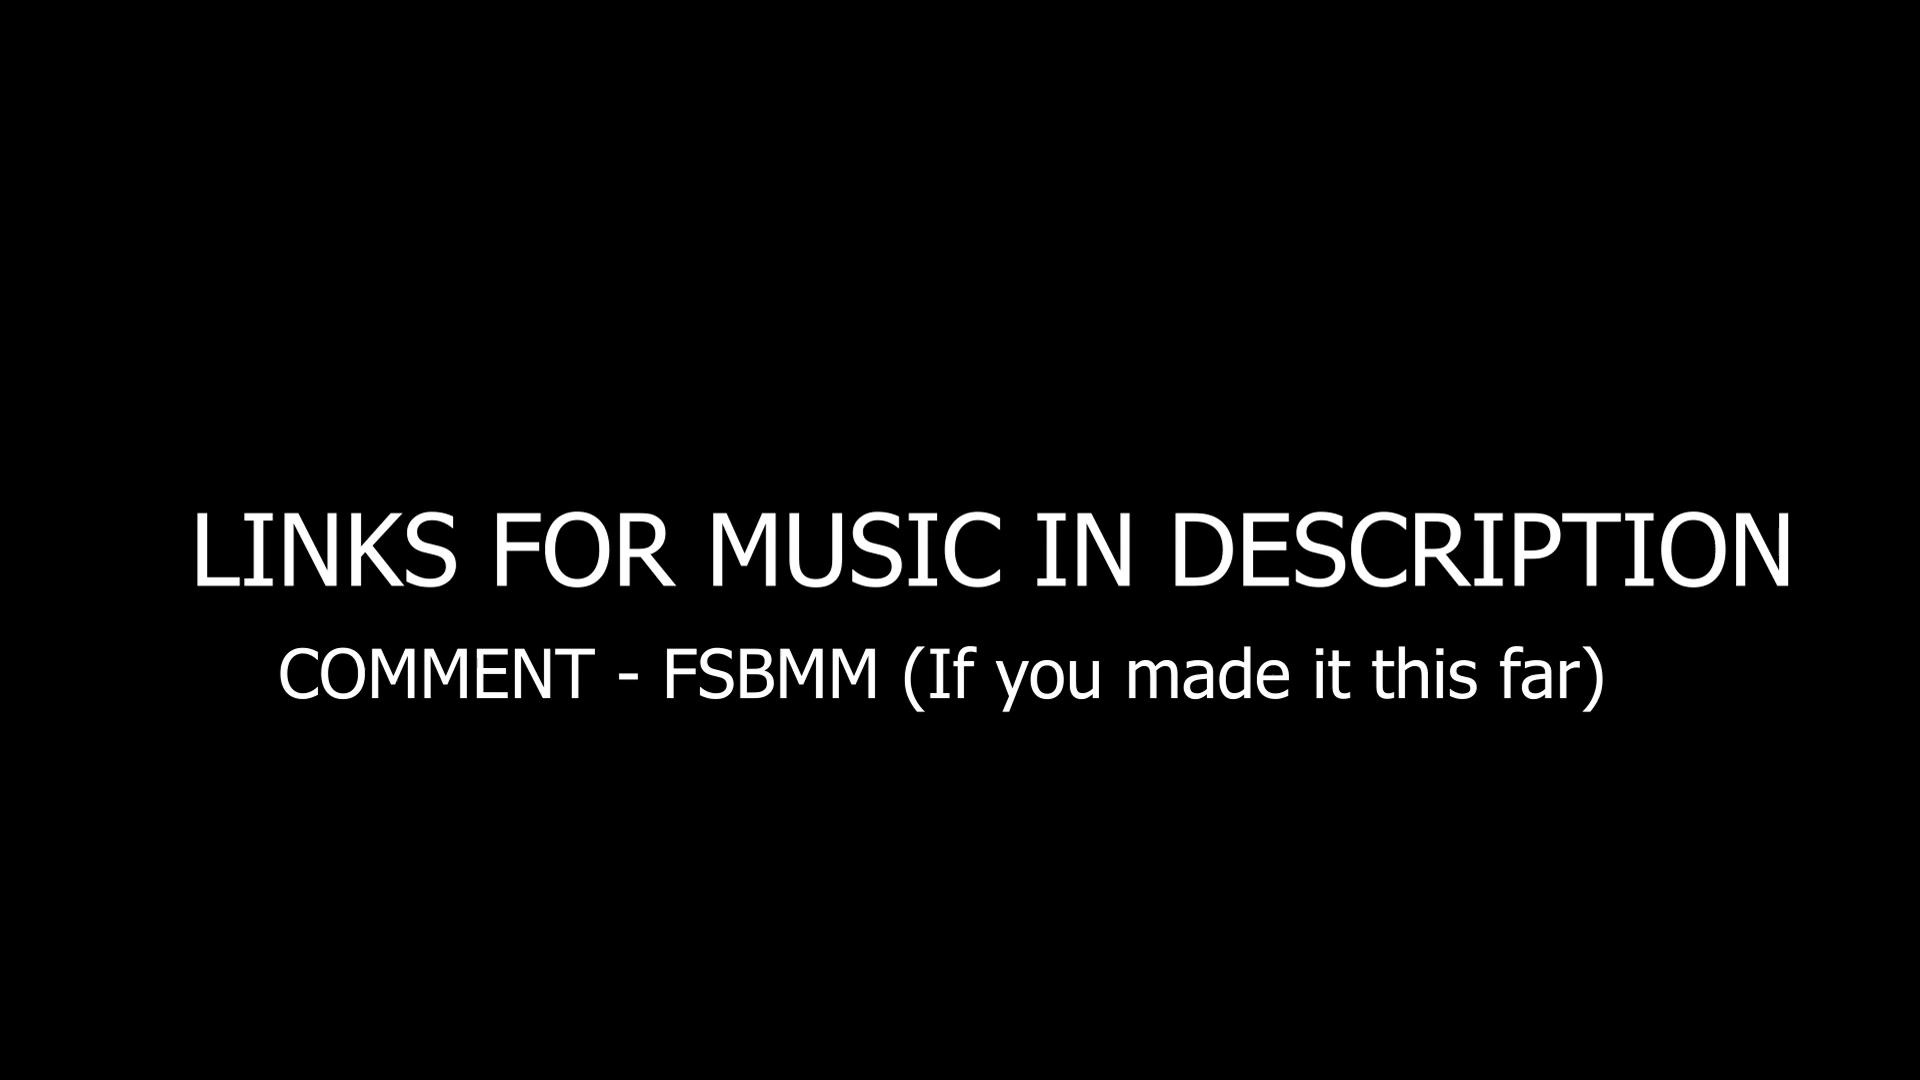 LINKS FOR MUSIC IN DESCRIPTION
COMMENT - FSBMM (If you made it this far)